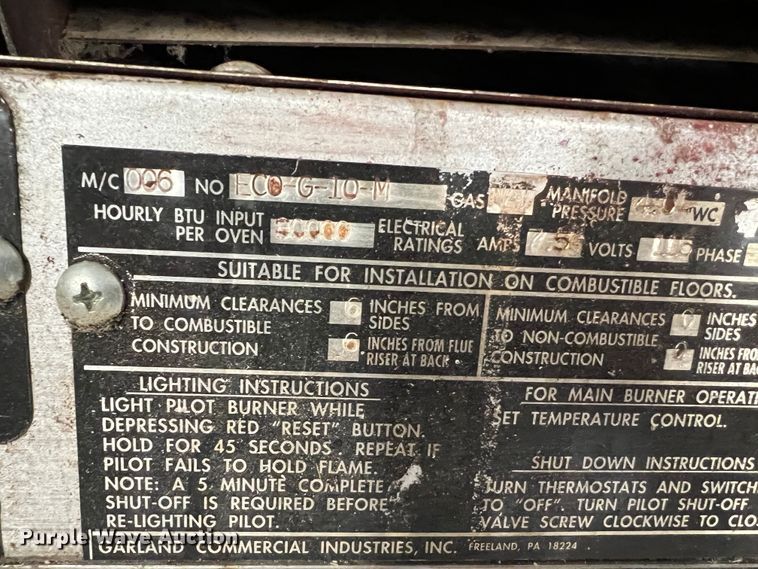 M/C 006 NO ECO-G-10-M GAS MANIFOLD PRESSURE WC
HOURLY BTU INPUT PER OVEN ELECTRICAL RATINGS AMPS 7.5 VOLTS 115 PHASE
SUITABLE FOR INSTALLATION ON COMBUSTIBLE FLOORS.
MINIMUM CLEARANCES 6 INCHES FROM SIDES
TO COMBUSTIBLE
CONSTRUCTION 6 INCHES FROM FLUE RISER AT BACK
MINIMUM CLEARANCES INCHES SIDES
TO NON-COMBUSTIBLE
CONSTRUCTION INCHES FROM RISER AT
LIGHTING INSTRUCTIONS
LIGHT PILOT BURNER WHILE
DEPRESSING RED "RESET" BUTTON.
HOLD FOR 45 SECONDS. REPEAT IF
PILOT FAILS TO HOLD FLAME.
NOTE: A 5 MINUTE COMPLETE
SHUT-OFF IS REQUIRED BEFORE
RE-LIGHTING PILOT.
FOR MAIN BURNER OPERAT
SET TEMPERATURE CONTROL.
SHUT DOWN INSTRUCTIONS
TURN THERMOSTATS AND SWITCH
TO "OFF". TURN PILOT SHUT-OFF
VALVE SCREW CLOCKWISE TO CLO
GARLAND COMMERCIAL INDUSTRIES, INC. FREELAND, PA 18224
Purple Wave Auction